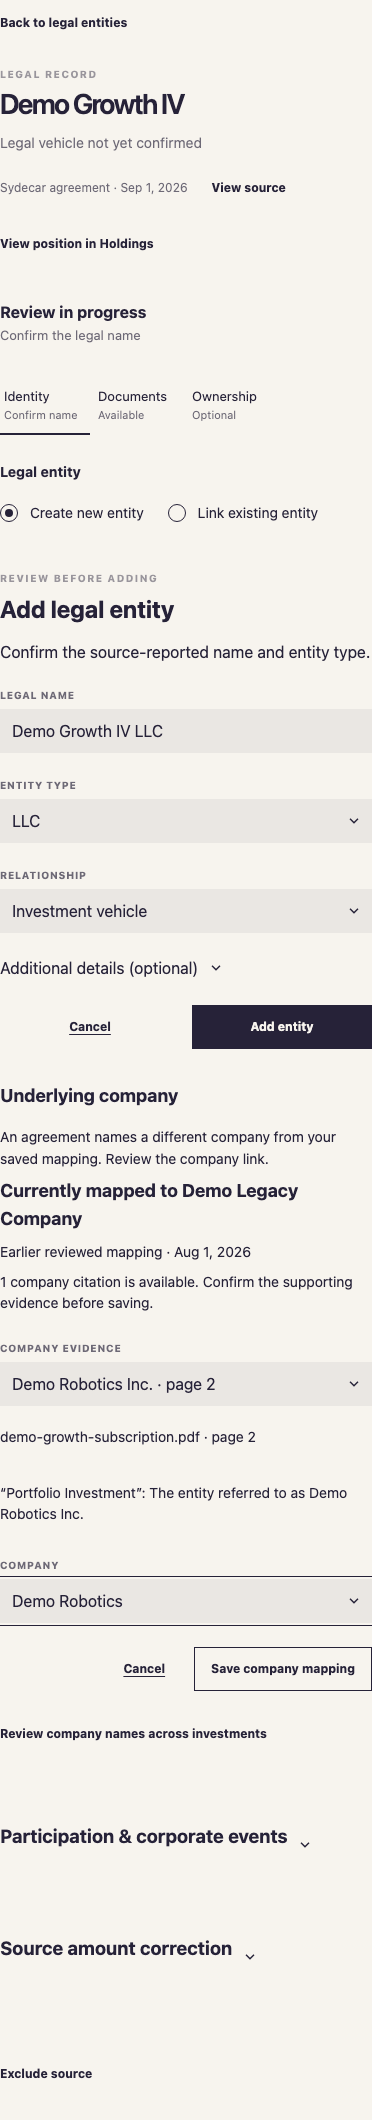 Back to legal entities
LEGAL RECORD
Demo Growth IV
Legal vehicle not yet confirmed
Sydecar agreement · Sep 1, 2026 View source
View position in Holdings
Review in progress
Confirm the legal name
Identity Documents Ownership
Confirm name Available Optional
Legal entity
Create new entity Link existing entity
REVIEW BEFORE ADDING
Add legal entity
Confirm the source-reported name and entity type.
LEGAL NAME
Demo Growth IV LLC
ENTITY TYPE
LLC
RELATIONSHIP
Investment vehicle
Additional details (optional)
Cancel Add entity
Underlying company
An agreement names a different company from your
saved mapping. Review the company link.
Currently mapped to Demo Legacy
Company
Earlier reviewed mapping · Aug 1, 2026
1 company citation is available. Confirm the supporting
evidence before saving.
COMPANY EVIDENCE
Demo Robotics Inc. · page 2
demo-growth-subscription.pdf · page 2
“Portfolio Investment”: The entity referred to as Demo
Robotics Inc.
COMPANY
Demo Robotics
Cancel Save company mapping
Review company names across investments
Participation & corporate events
Source amount correction
Exclude source